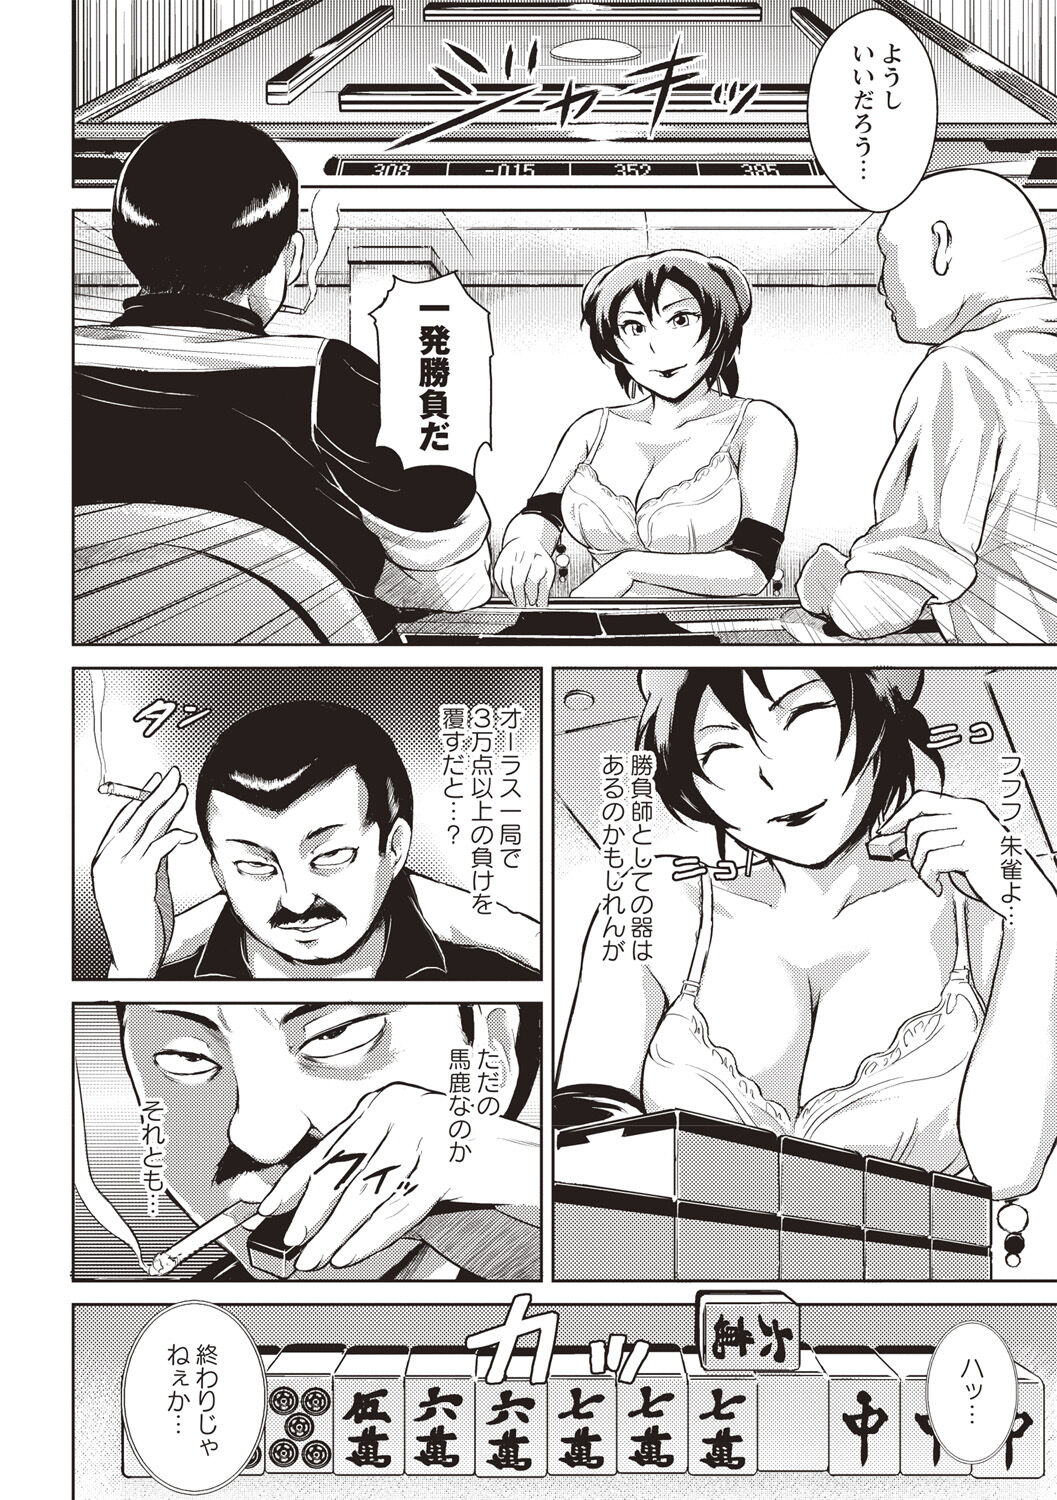 ようし
いいだろう…
ジャキッ
308 -015 352 385
一発勝負だ
フフフ 朱雀よ…
勝負師としての器は
あるのかもしれんが
ニコ
ニコ
オーラス一局で
3万点以上の負けを
覆すだと…?
タン
ただの
馬鹿なのか
クイッ
それとも…
ハッ…
カッ
中
中
中
七萬
七萬
七萬
六萬
六萬
伍萬
終わりじゃ
ねぇか…